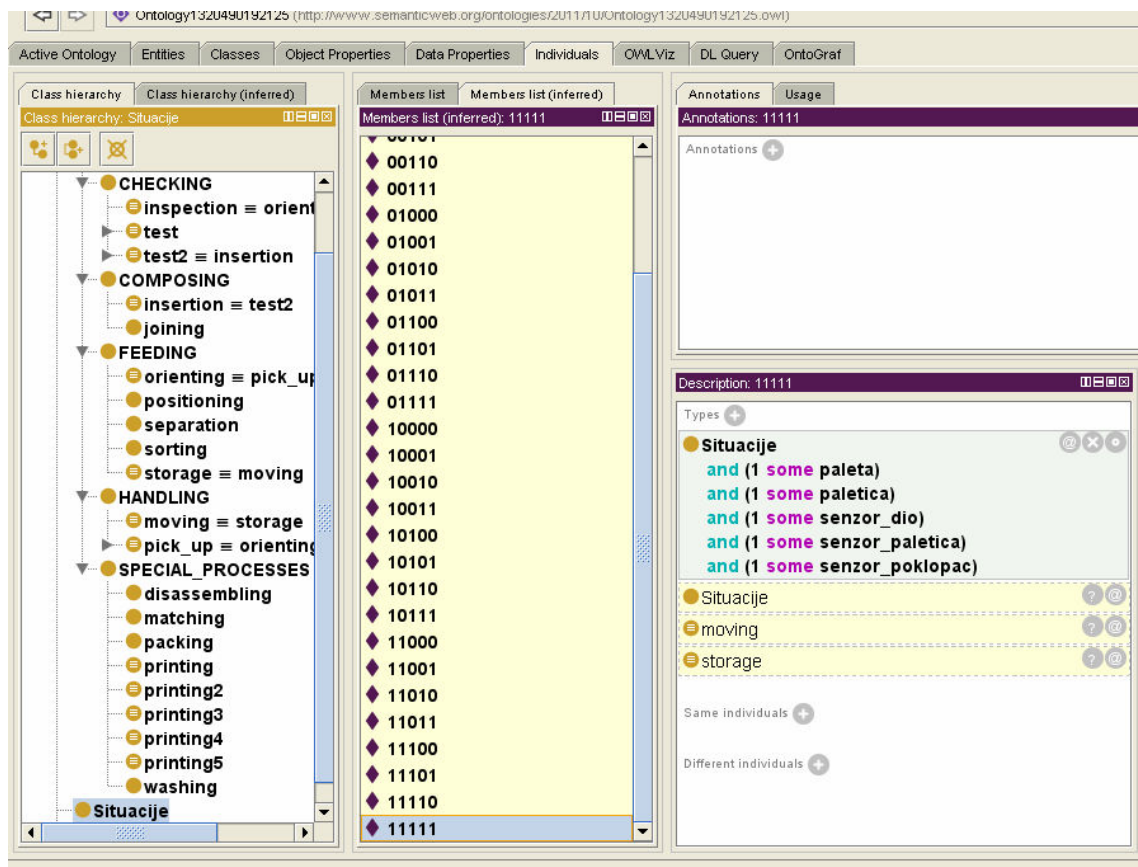 Ontology1320490192125 (http://www.semanticweb.org/ontologies/2011/10/Ontology1320490192125.owl)
Active Ontology Entities Classes Object Properties Data Properties Individuals OWLViz DL Query OntoGraf
Class hierarchy Class hierarchy (inferred)
Class hierarchy: Situacije
CHECKING
inspection ≡ orient
test
test2 ≡ insertion
COMPOSING
insertion ≡ test2
joining
FEEDING
orienting ≡ pick_up
positioning
separation
sorting
storage ≡ moving
HANDLING
moving ≡ storage
pick_up ≡ orienting
SPECIAL_PROCESSES
disassembling
matching
packing
printing
printing2
printing3
printing4
printing5
washing
Situacije
Members list Members list (inferred)
Members list (inferred): 11111
00101
00110
00111
01000
01001
01010
01011
01100
01101
01110
01111
10000
10001
10010
10011
10100
10101
10110
10111
11000
11001
11010
11011
11100
11101
11110
11111
Annotations Usage
Annotations: 11111
Annotations
Description: 11111
Types
Situacije
and (1 some paleta)
and (1 some paletica)
and (1 some senzor_dio)
and (1 some senzor_paletica)
and (1 some senzor_poklopac)
Situacije
moving
storage
Same individuals
Different individuals